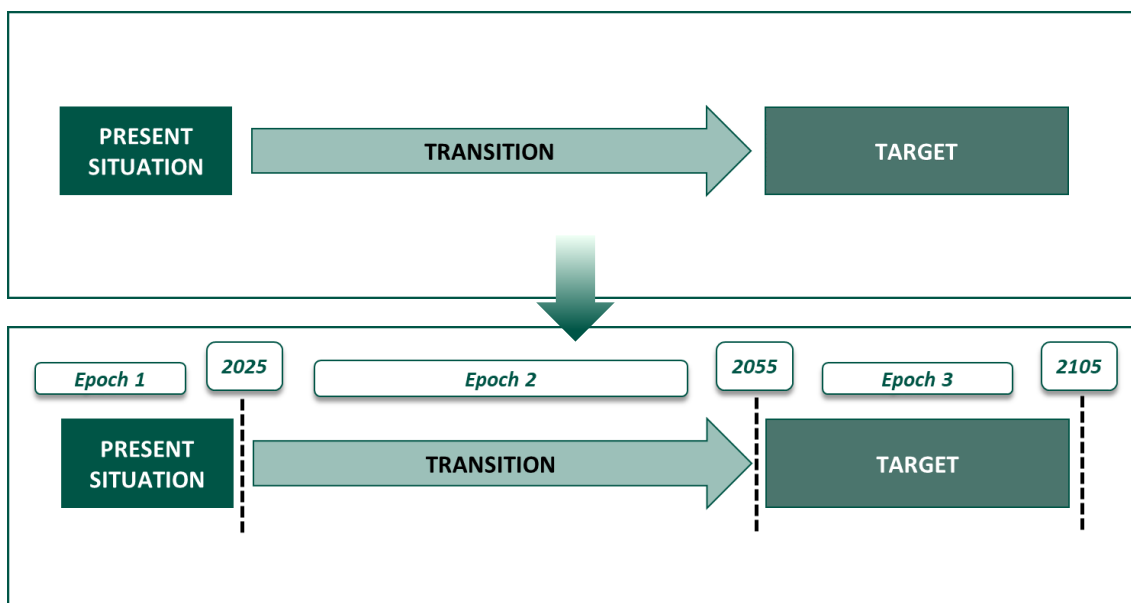 PRESENT
SITUATION
TRANSITION
TARGET
Epoch 1
2025
Epoch 2
2055
Epoch 3
2105
PRESENT
SITUATION
TRANSITION
TARGET